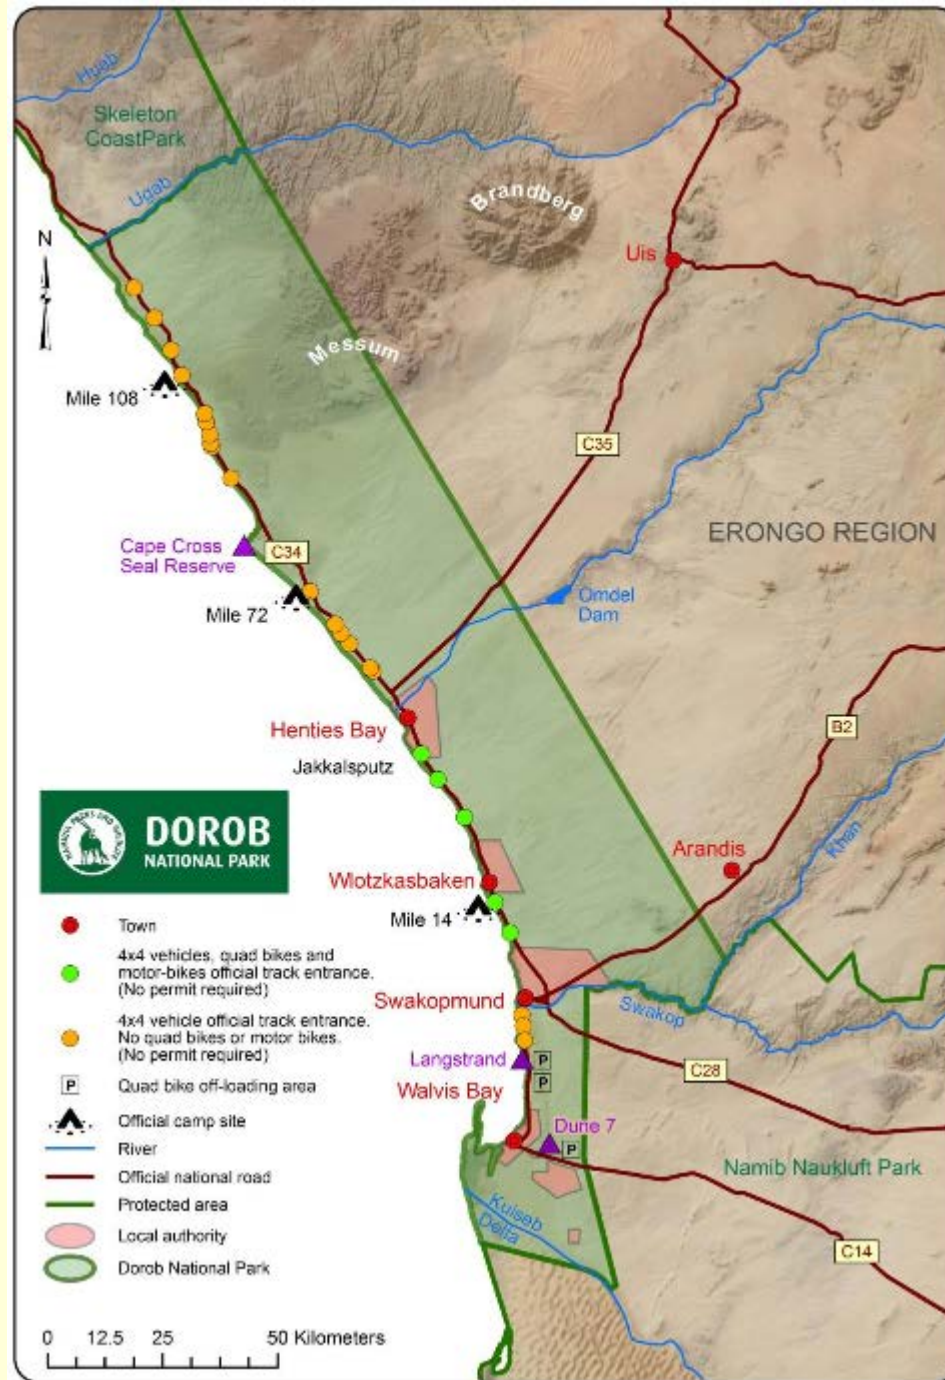 Huab
Skeleton
CoastPark
Ugab
Brandberg
N
Uis
Messum
Mile 108
C35
ERONGO REGION
Cape Cross
Seal Reserve
C34
Omdel
Dam
Mile 72
B2
Henties Bay
Jakkalsputz
DOROB
NATIONAL PARK
Khan
Arandis
Wlotzkasbaken
Mile 14
Town
4x4 vehicles, quad bikes and
motor-bikes official track entrance.
(No permit required)
Swakopmund
Swakop
4x4 vehicle official track entrance.
No quad bikes or motor bikes.
(No permit required)
Langstrand
P
C28
P
Quad bike off-loading area
P
Walvis Bay
Official camp site
Dune 7
P
River
Official national road
Namib Naukluft Park
Protected area
Kuiseb
Delta
Local authority
C14
Dorob National Park
0 12.5 25 50 Kilometers